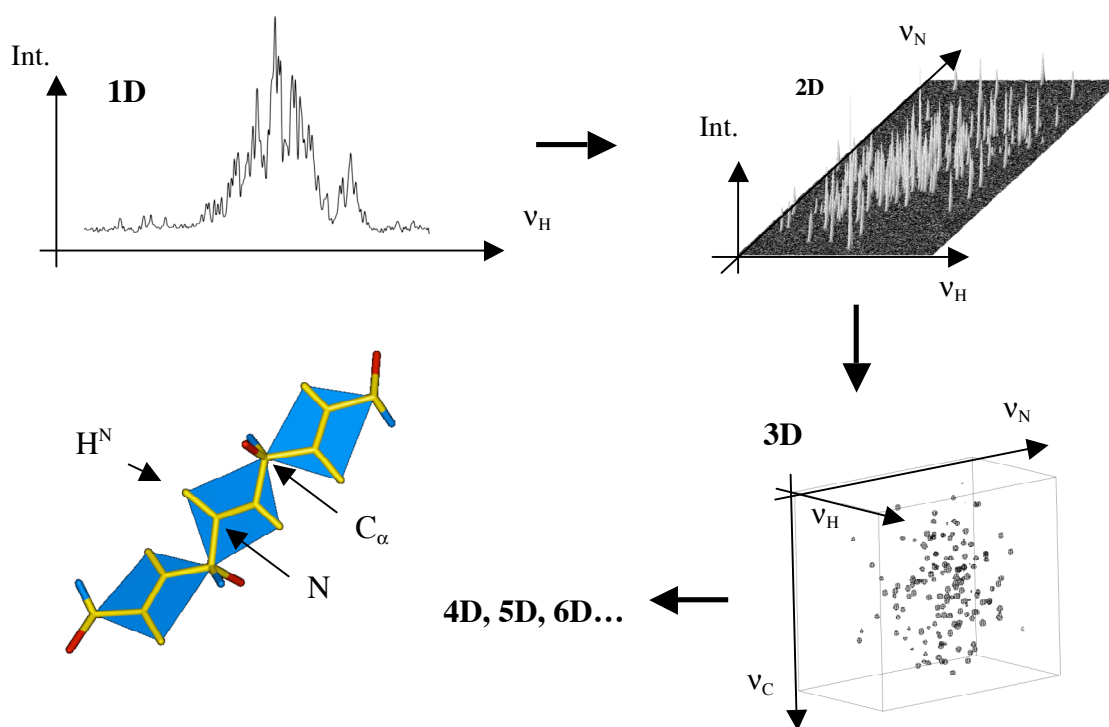 Int.
1D
ν_H
2D
ν_N
Int.
ν_H
3D
ν_N
ν_H
ν_C
4D, 5D, 6D…
H^N
C_α
N